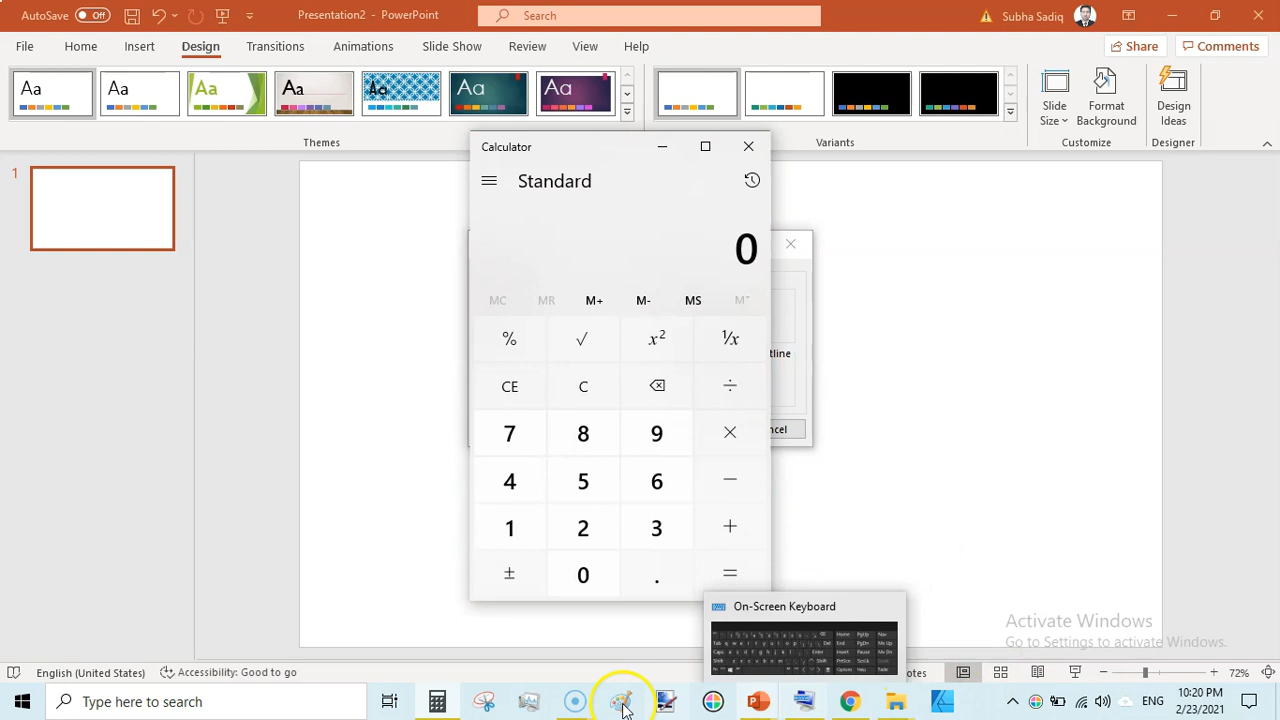 AutoSave Off Presentation2 - PowerPoint Search Subha Sadiq
File Home Insert Design Transitions Animations Slide Show Review View Help Share Comments
Aa Aa Aa Aa Aa Aa Aa
Slide Size Format Background Design Ideas
Themes Variants Customize Designer
1
Calculator
Standard
0
MC MR M+ M- MS M˅
% √ x² ¹/x
tline
CE C ÷
7 8 9 ×
ncel
4 5 6 −
1 2 3 +
± 0 . =
On-Screen Keyboard
Activate Windows
Go to Settings to activate Windows.
ccessibility: Good to go
otes 72%
Type here to search
ENG
10:20 PM
2/23/2021